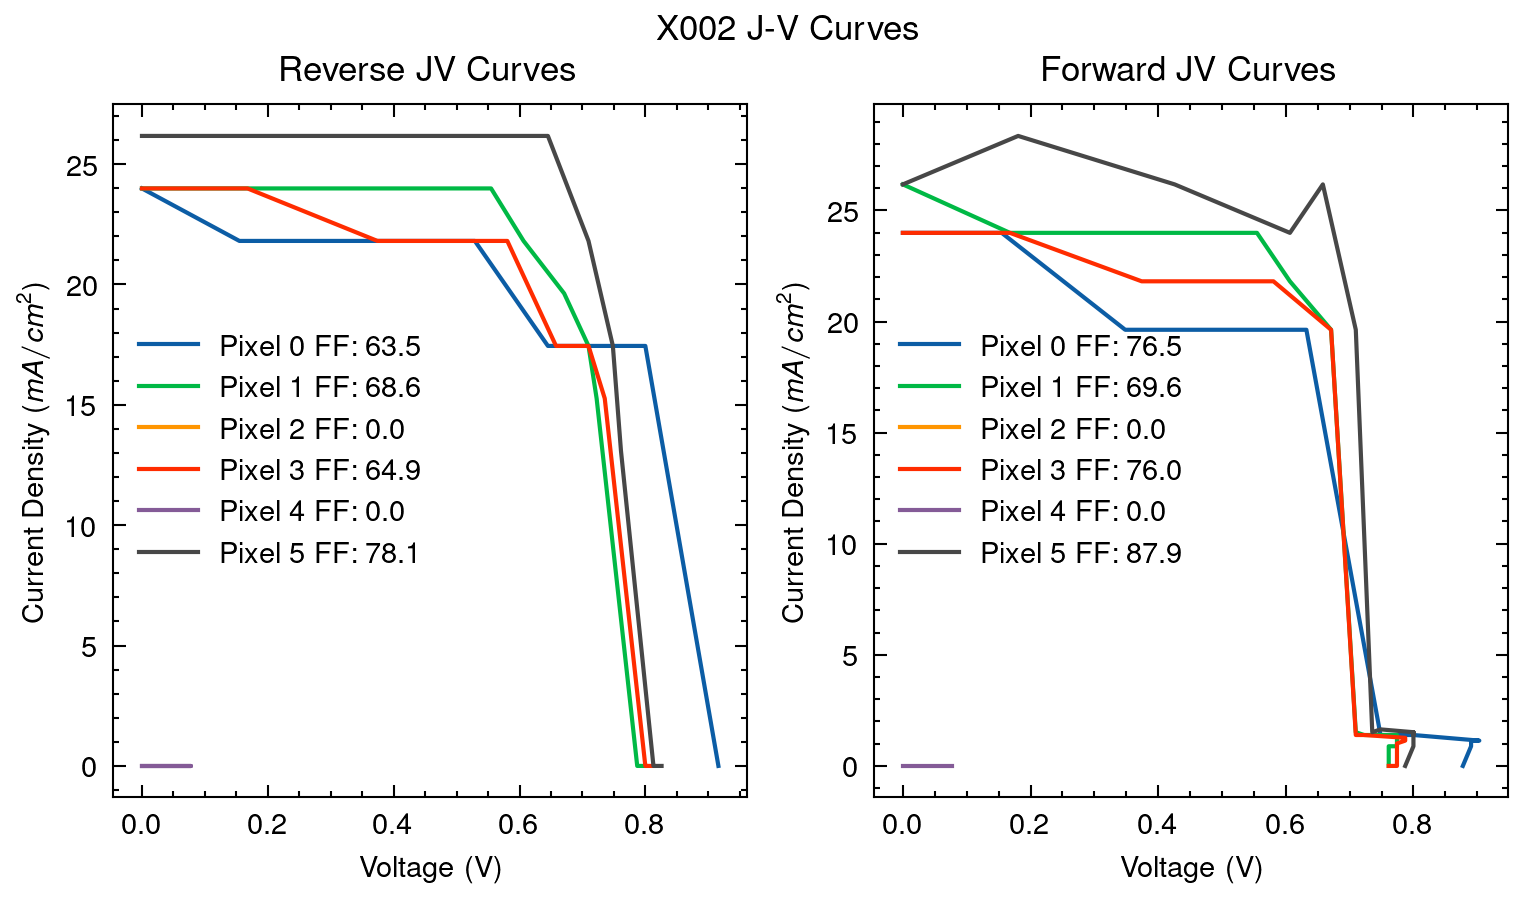 X002 J-V Curves
Reverse JV Curves
Current Density (mA/cm²)
25
20
15
10
5
0
Pixel 0 FF: 63.5
Pixel 1 FF: 68.6
Pixel 2 FF: 0.0
Pixel 3 FF: 64.9
Pixel 4 FF: 0.0
Pixel 5 FF: 78.1
0.0 0.2 0.4 0.6 0.8
Voltage (V)
Forward JV Curves
Current Density (mA/cm²)
25
20
15
10
5
0
Pixel 0 FF: 76.5
Pixel 1 FF: 69.6
Pixel 2 FF: 0.0
Pixel 3 FF: 76.0
Pixel 4 FF: 0.0
Pixel 5 FF: 87.9
0.0 0.2 0.4 0.6 0.8
Voltage (V)